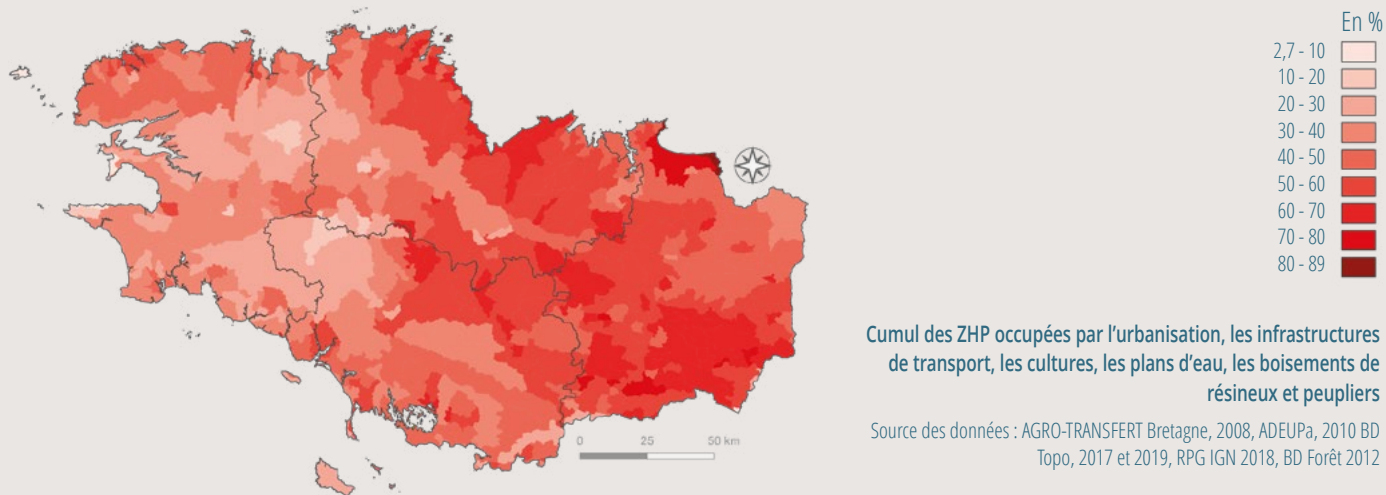 En %
2,7 - 10
10 - 20
20 - 30
30 - 40
40 - 50
50 - 60
60 - 70
70 - 80
80 - 89
Cumul des ZHP occupées par l'urbanisation, les infrastructures
de transport, les cultures, les plans d'eau, les boisements de
résineux et peupliers
Source des données : AGRO-TRANSFERT Bretagne, 2008, ADEUPa, 2010 BD
Topo, 2017 et 2019, RPG IGN 2018, BD Forêt 2012
0 25 50 km